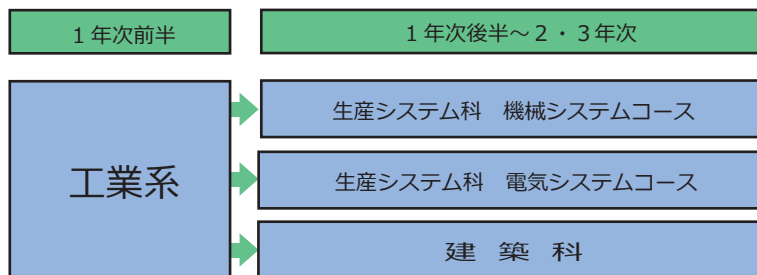 1年次前半
1年次後半～2・3年次
工業系
生産システム科　機械システムコース
生産システム科　電気システムコース
建　築　科